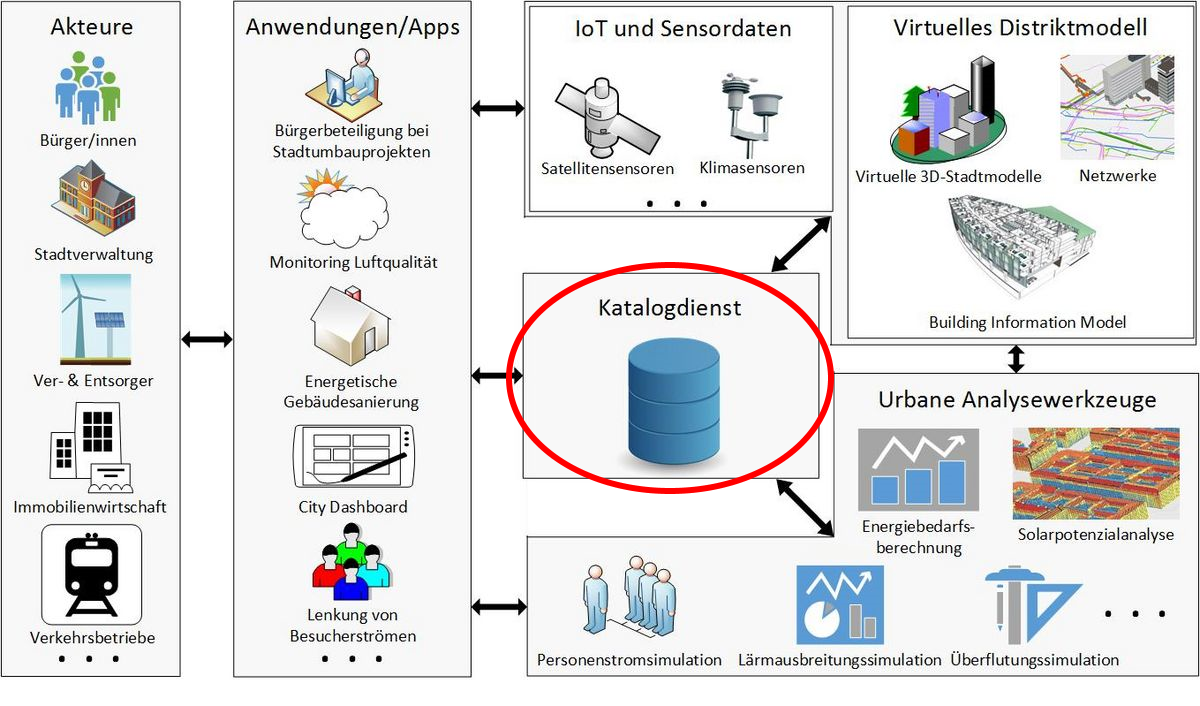 Akteure
Bürger/innen
Stadtverwaltung
Ver- & Entsorger
Immobilienwirtschaft
Verkehrsbetriebe
. . .
Anwendungen/Apps
Bürgerbeteiligung bei
Stadtumbauprojekten
Monitoring Luftqualität
Energetische
Gebäudesanierung
City Dashboard
Lenkung von
Besucherströmen
. . .
IoT und Sensordaten
Satellitensensoren
Klimasensoren
. . .
Virtuelles Distriktmodell
Virtuelle 3D-Stadtmodelle
Netzwerke
Building Information Model
Katalogdienst
Urbane Analysewerkzeuge
Energiebedarfs-
berechnung
Solarpotenzialanalyse
Personenstromsimulation
Lärmausbreitungssimulation
Überflutungssimulation
. . .